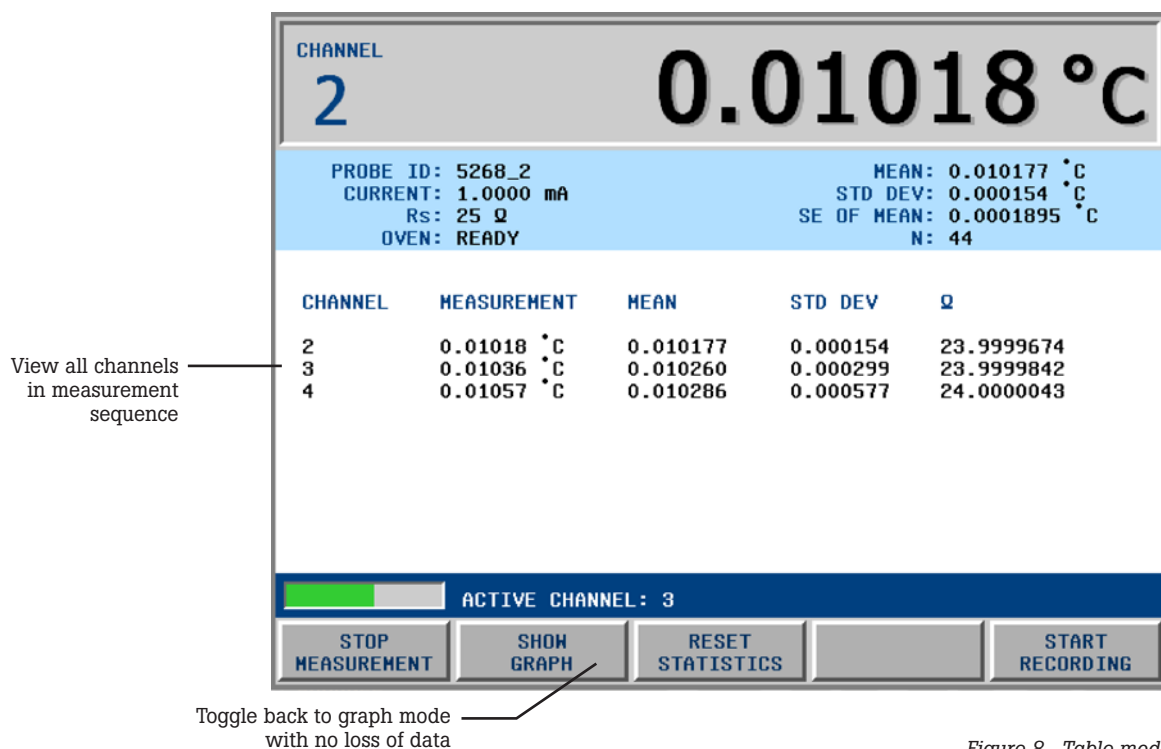 CHANNEL
2
0.01018 °C
PROBE ID: 5268_2
CURRENT: 1.0000 mA
Rs: 25 Ω
OVEN: READY
MEAN: 0.010177 °C
STD DEV: 0.000154 °C
SE OF MEAN: 0.0001895 °C
N: 44
CHANNEL MEASUREMENT MEAN STD DEV Ω
2 0.01018 °C 0.010177 0.000154 23.9999674
3 0.01036 °C 0.010260 0.000299 23.9999842
4 0.01057 °C 0.010286 0.000577 24.0000043
View all channels
in measurement
sequence
ACTIVE CHANNEL: 3
STOP
MEASUREMENT
SHOW
GRAPH
RESET
STATISTICS
START
RECORDING
Toggle back to graph mode
with no loss of data
Figure 8 Table